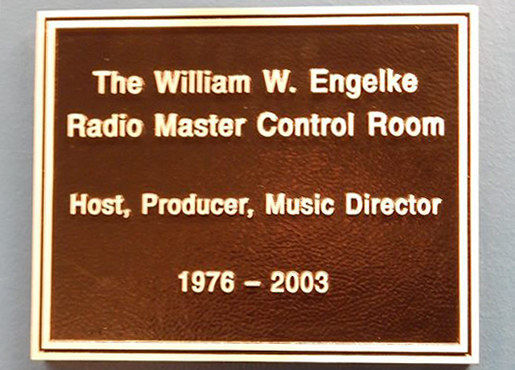 The William W. Engelke
Radio Master Control Room
Host, Producer, Music Director
1976 – 2003